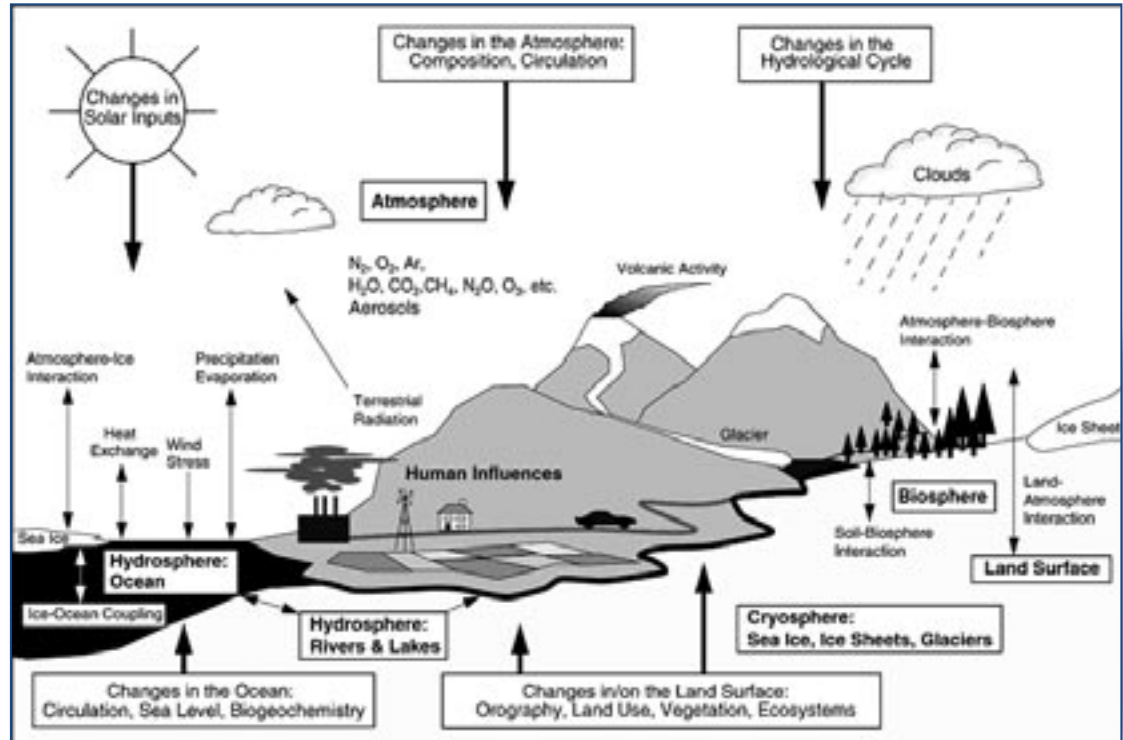 Changes in the Atmosphere:
Composition, Circulation
Changes in the
Hydrological Cycle
Changes in
Solar Inputs
Clouds
Atmosphere
N₂, O₂, Ar,
H₂O, CO₂, CH₄, N₂O, O₃, etc.
Aerosols
Volcanic Activity
Atmosphere-Biosphere
Interaction
Atmosphere-Ice
Interaction
Precipitation
Evaporation
Terrestrial
Radiation
Heat
Exchange
Wind
Stress
Glacier
Ice Sheet
Human Influences
Biosphere
Land-
Atmosphere
Interaction
Soil-Biosphere
Interaction
Sea Ice
Hydrosphere:
Ocean
Land Surface
Ice-Ocean Coupling
Hydrosphere:
Rivers & Lakes
Cryosphere:
Sea Ice, Ice Sheets, Glaciers
Changes in the Ocean:
Circulation, Sea Level, Biogeochemistry
Changes in/on the Land Surface:
Orography, Land Use, Vegetation, Ecosystems